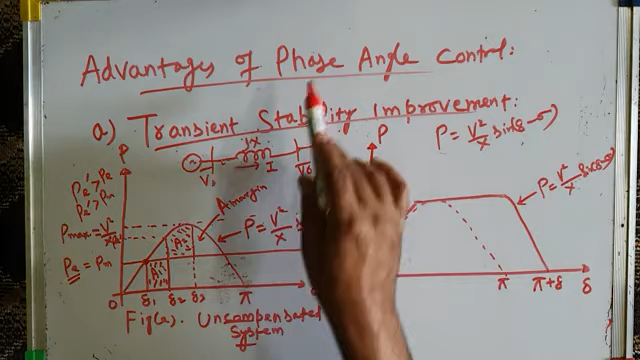 Advantages of Phase Angle Control:
a) Transient Stability Improvement:
P = V²/X sin(δ-σ)
jX
I
P
P
Pe' > Pe
Pe' > Pm
Pmax = V²/X
Pe = Pm
A margin
A2
A1
P = V²/X
P = V²/X
0 δ1 δ2 δ3 π
π π+δ δ
Fig(a). Uncompensated
System